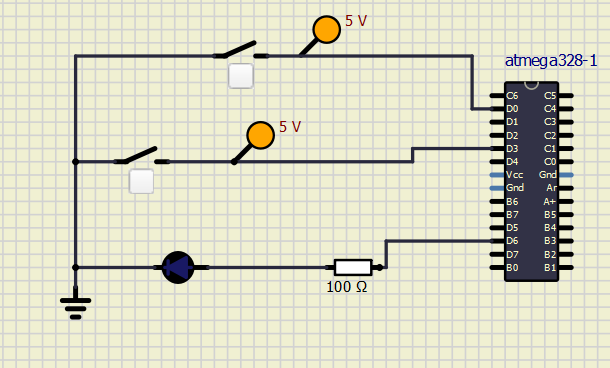 5 V
atmega328-1
5 V
C6 C5
D0 C4
D1 C3
D2 C2
D3 C1
D4 C0
Vcc Gnd
Gnd Ar
B6 A+
B7 B5
D5 B4
D6 B3
D7 B2
B0 B1
100 Ω